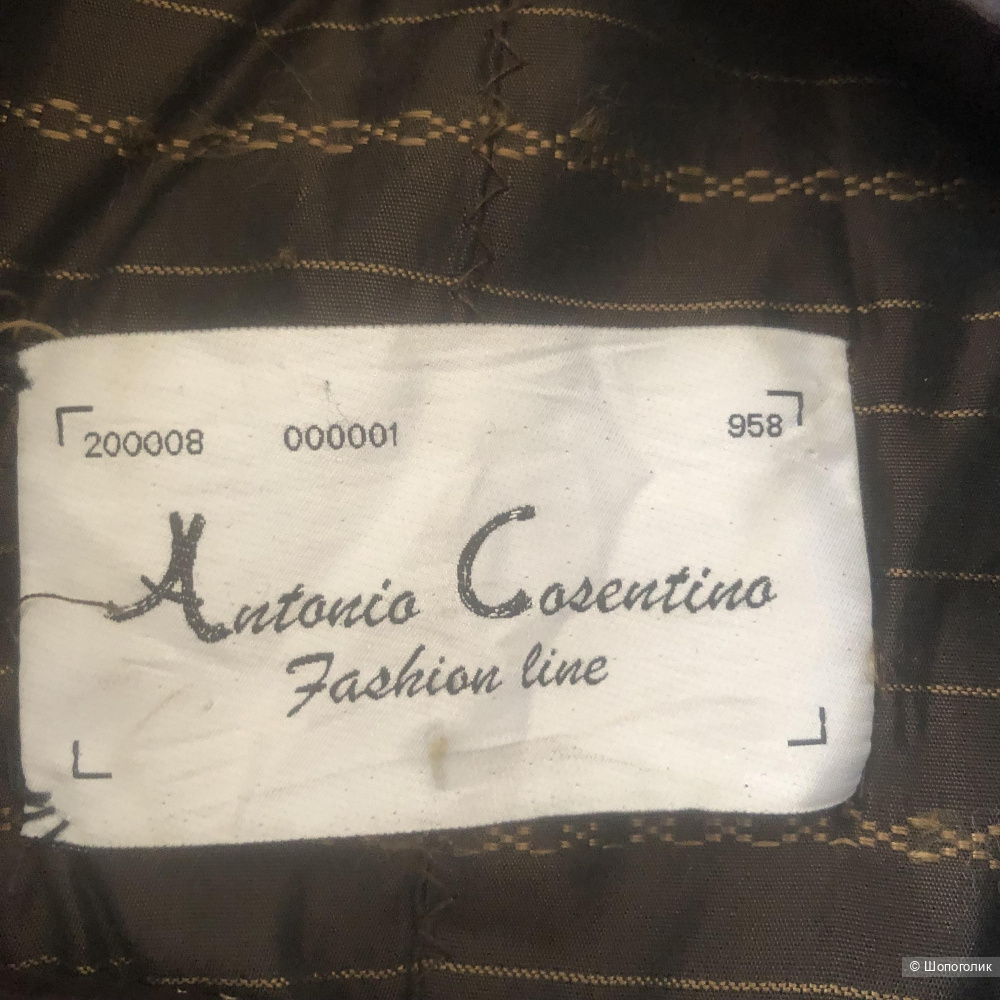 200008 000001 958
Antonio Cosentino
Fashion line
© Шопоголик